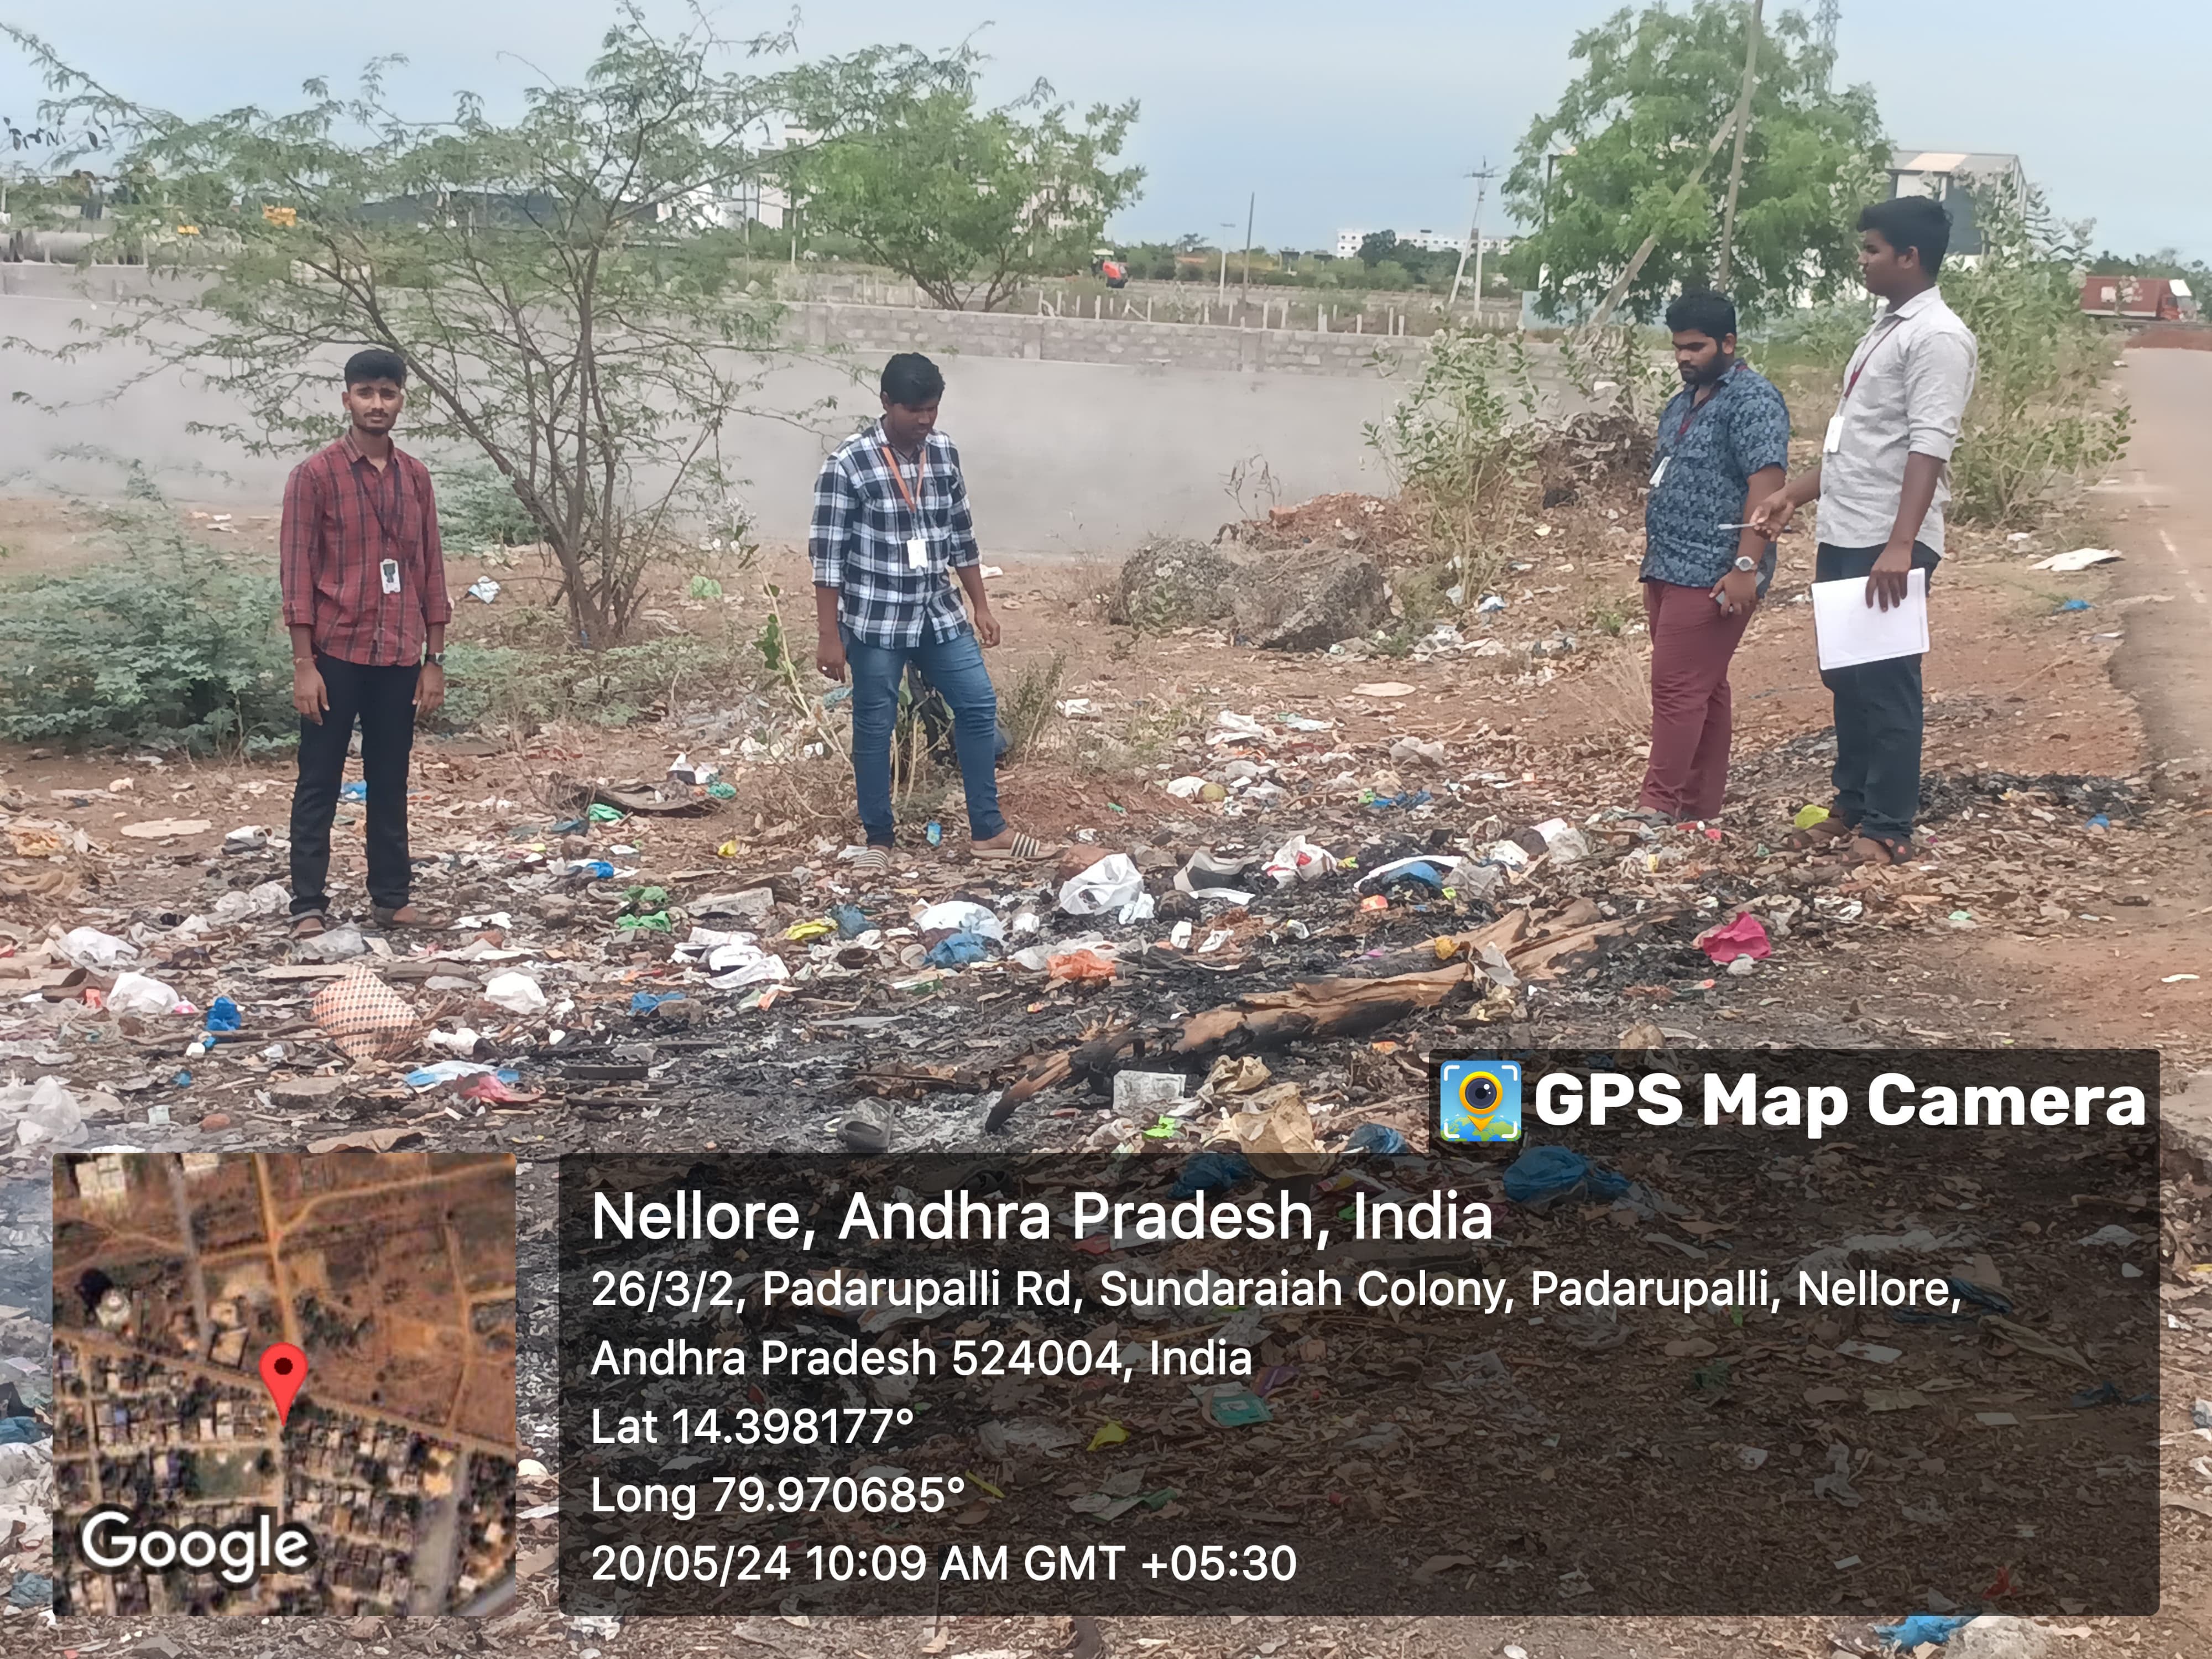 GPS Map Camera
Nellore, Andhra Pradesh, India
26/3/2, Padarupalli Rd, Sundaraiah Colony, Padarupalli, Nellore,
Andhra Pradesh 524004, India
Lat 14.398177°
Long 79.970685°
20/05/24 10:09 AM GMT +05:30
Google